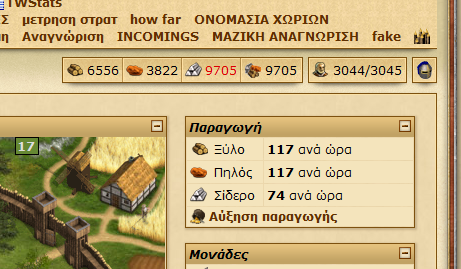 TWStats
Σ μετρηση στρατ how far ΟΝΟΜΑΣΙΑ ΧΩΡΙΩΝ
η Αναγνώριση INCOMINGS ΜΑΖΙΚΗ ΑΝΑΓΝΩΡΙΣΗ fake
6556 3822 9705 9705 3044/3045
17
Παραγωγή
Ξύλο 117 ανά ώρα
Πηλός 117 ανά ώρα
Σίδερο 74 ανά ώρα
Αύξηση παραγωγής
Μονάδες